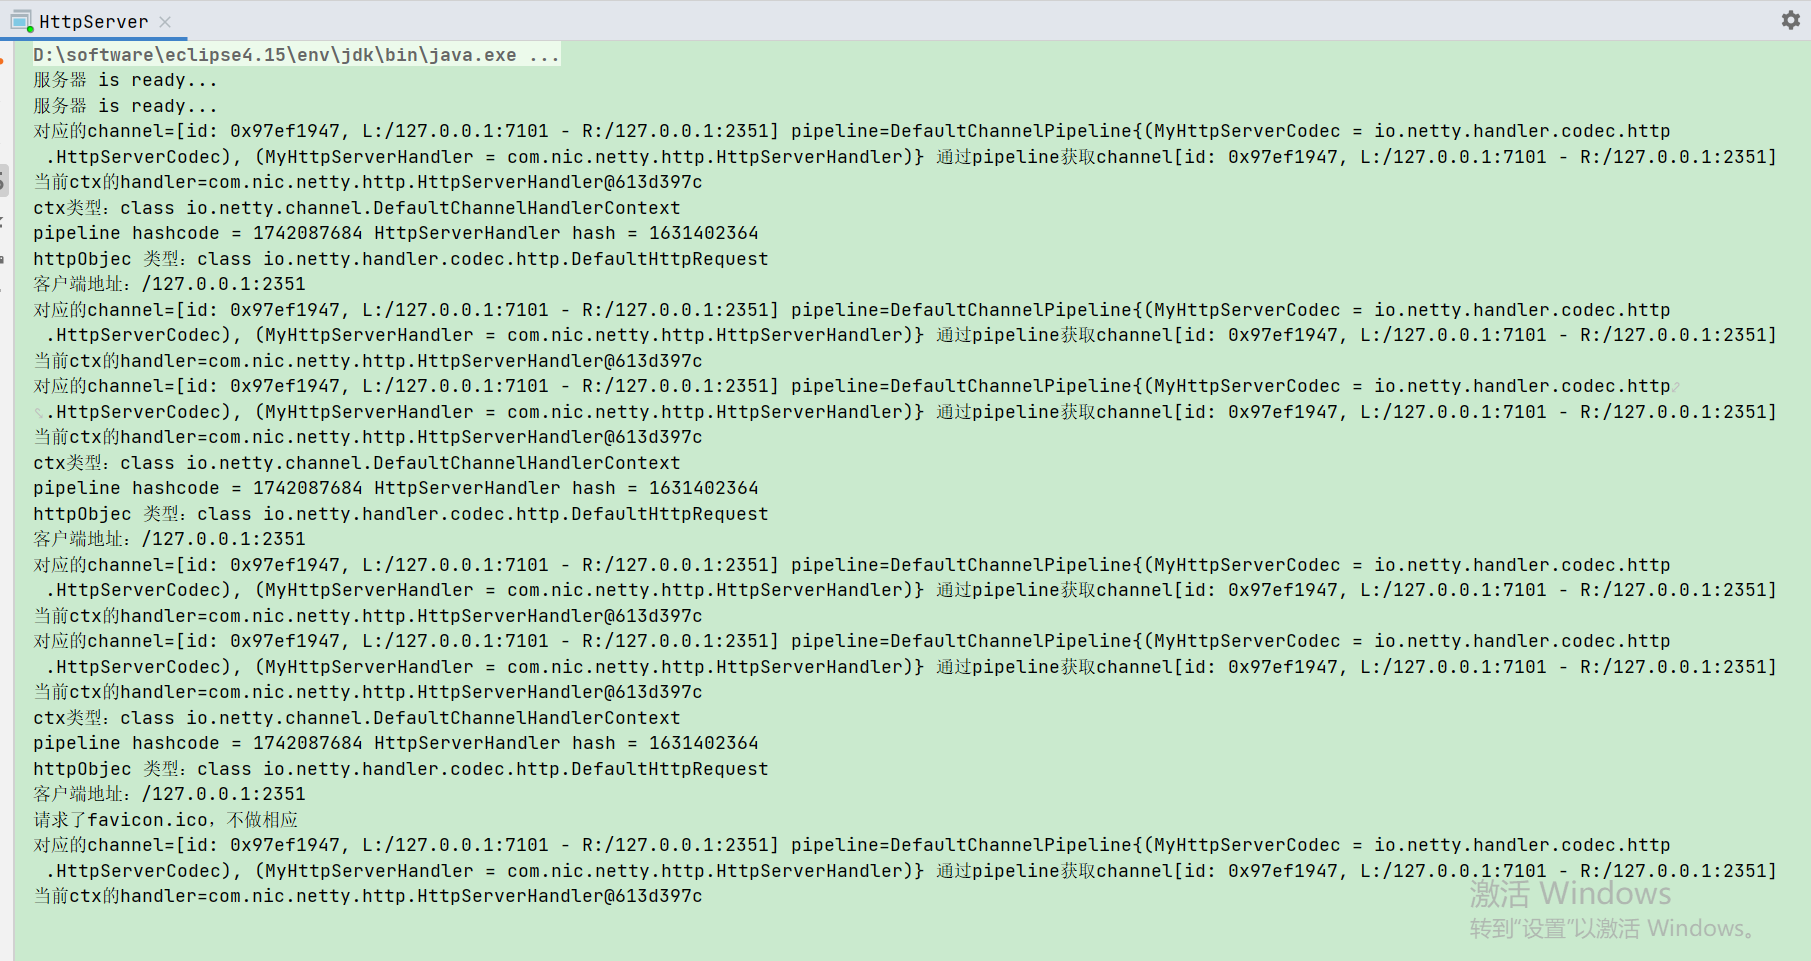 HttpServer
D:\software\eclipse4.15\env\jdk\bin\java.exe ...
服务器 is ready...
服务器 is ready...
对应的channel=[id: 0x97ef1947, L:/127.0.0.1:7101 - R:/127.0.0.1:2351] pipeline=DefaultChannelPipeline{(MyHttpServerCodec = io.netty.handler.codec.http
.HttpServerCodec), (MyHttpServerHandler = com.nic.netty.http.HttpServerHandler)} 通过pipeline获取channel[id: 0x97ef1947, L:/127.0.0.1:7101 - R:/127.0.0.1:2351]
当前ctx的handler=com.nic.netty.http.HttpServerHandler@613d397c
ctx类型：class io.netty.channel.DefaultChannelHandlerContext
pipeline hashcode = 1742087684 HttpServerHandler hash = 1631402364
httpObjec 类型：class io.netty.handler.codec.http.DefaultHttpRequest
客户端地址：/127.0.0.1:2351
对应的channel=[id: 0x97ef1947, L:/127.0.0.1:7101 - R:/127.0.0.1:2351] pipeline=DefaultChannelPipeline{(MyHttpServerCodec = io.netty.handler.codec.http
.HttpServerCodec), (MyHttpServerHandler = com.nic.netty.http.HttpServerHandler)} 通过pipeline获取channel[id: 0x97ef1947, L:/127.0.0.1:7101 - R:/127.0.0.1:2351]
当前ctx的handler=com.nic.netty.http.HttpServerHandler@613d397c
对应的channel=[id: 0x97ef1947, L:/127.0.0.1:7101 - R:/127.0.0.1:2351] pipeline=DefaultChannelPipeline{(MyHttpServerCodec = io.netty.handler.codec.http
.HttpServerCodec), (MyHttpServerHandler = com.nic.netty.http.HttpServerHandler)} 通过pipeline获取channel[id: 0x97ef1947, L:/127.0.0.1:7101 - R:/127.0.0.1:2351]
当前ctx的handler=com.nic.netty.http.HttpServerHandler@613d397c
ctx类型：class io.netty.channel.DefaultChannelHandlerContext
pipeline hashcode = 1742087684 HttpServerHandler hash = 1631402364
httpObjec 类型：class io.netty.handler.codec.http.DefaultHttpRequest
客户端地址：/127.0.0.1:2351
对应的channel=[id: 0x97ef1947, L:/127.0.0.1:7101 - R:/127.0.0.1:2351] pipeline=DefaultChannelPipeline{(MyHttpServerCodec = io.netty.handler.codec.http
.HttpServerCodec), (MyHttpServerHandler = com.nic.netty.http.HttpServerHandler)} 通过pipeline获取channel[id: 0x97ef1947, L:/127.0.0.1:7101 - R:/127.0.0.1:2351]
当前ctx的handler=com.nic.netty.http.HttpServerHandler@613d397c
对应的channel=[id: 0x97ef1947, L:/127.0.0.1:7101 - R:/127.0.0.1:2351] pipeline=DefaultChannelPipeline{(MyHttpServerCodec = io.netty.handler.codec.http
.HttpServerCodec), (MyHttpServerHandler = com.nic.netty.http.HttpServerHandler)} 通过pipeline获取channel[id: 0x97ef1947, L:/127.0.0.1:7101 - R:/127.0.0.1:2351]
当前ctx的handler=com.nic.netty.http.HttpServerHandler@613d397c
ctx类型：class io.netty.channel.DefaultChannelHandlerContext
pipeline hashcode = 1742087684 HttpServerHandler hash = 1631402364
httpObjec 类型：class io.netty.handler.codec.http.DefaultHttpRequest
客户端地址：/127.0.0.1:2351
请求了favicon.ico，不做相应
对应的channel=[id: 0x97ef1947, L:/127.0.0.1:7101 - R:/127.0.0.1:2351] pipeline=DefaultChannelPipeline{(MyHttpServerCodec = io.netty.handler.codec.http
.HttpServerCodec), (MyHttpServerHandler = com.nic.netty.http.HttpServerHandler)} 通过pipeline获取channel[id: 0x97ef1947, L:/127.0.0.1:7101 - R:/127.0.0.1:2351]
当前ctx的handler=com.nic.netty.http.HttpServerHandler@613d397c
激活 Windows
转到“设置”以激活 Windows。